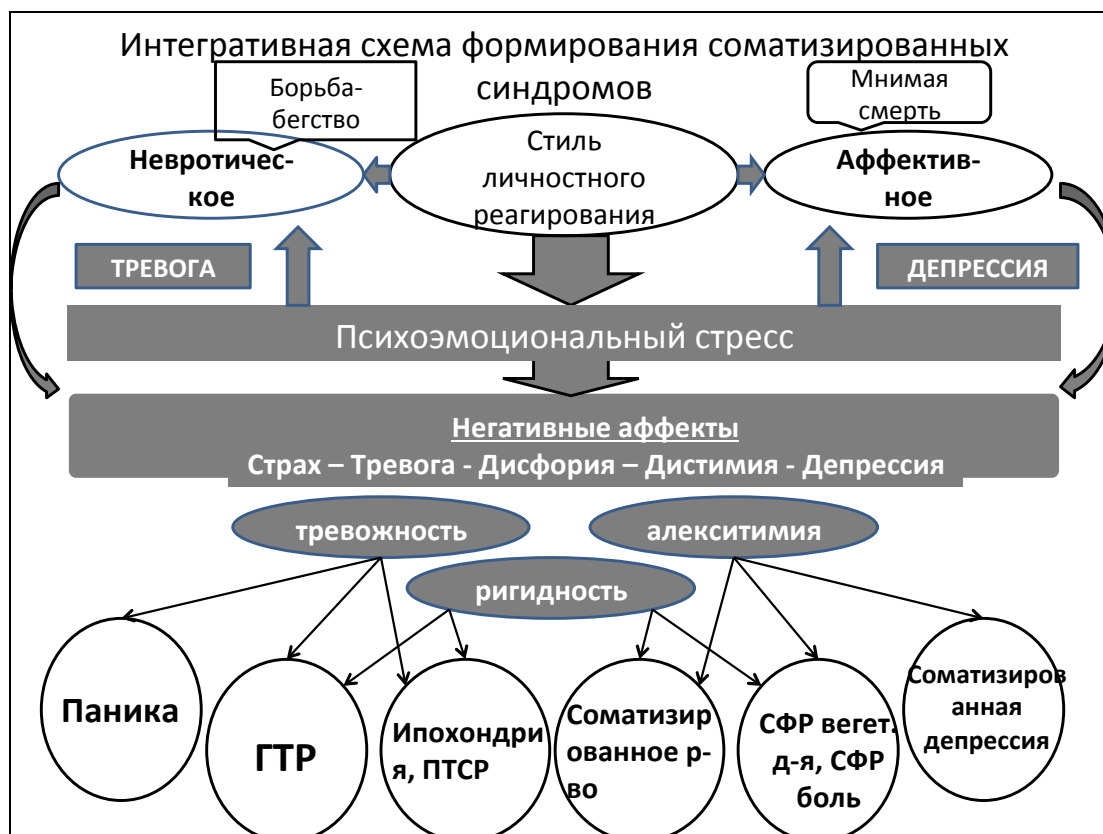 Интегративная схема формирования соматизированных
синдромов
Борьба-
бегство
Мнимая
смерть
Невротичес-
кое
Стиль
личностного
реагирования
Аффектив-
ное
ТРЕВОГА
ДЕПРЕССИЯ
Психоэмоциональный стресс
Негативные аффекты
Страх – Тревога - Дисфория – Дистимия - Депрессия
тревожность
алекситимия
ригидность
Паника
ГТР
Ипохондри
я, ПТСР
Соматизир
ованное р-
во
СФР вегет.
д-я, СФР
боль
Соматизиров
анная
депрессия